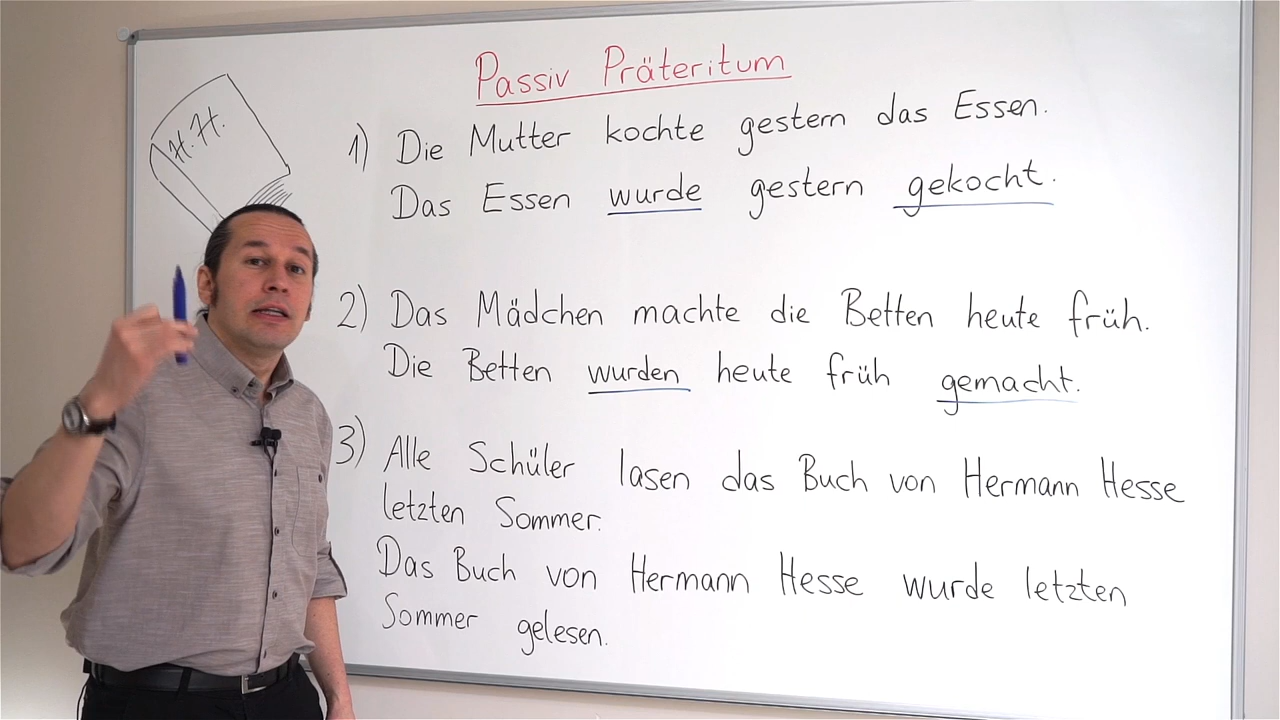 Passiv Präteritum
H.H.
1) Die Mutter kochte gestern das Essen.
Das Essen wurde gestern gekocht.
2) Das Mädchen machte die Betten heute früh.
Die Betten wurden heute früh gemacht.
3) Alle Schüler lasen das Buch von Hermann Hesse
letzten Sommer.
Das Buch von Hermann Hesse wurde letzten
Sommer gelesen.